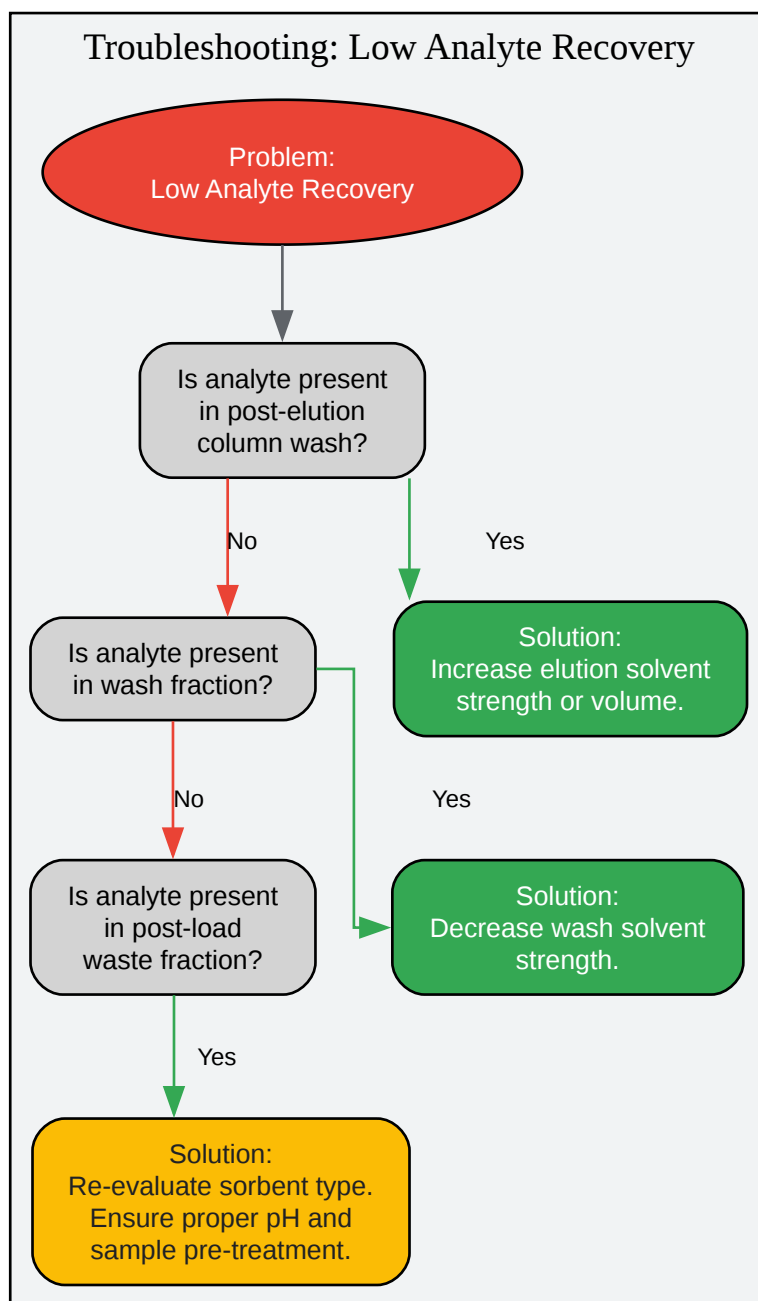 Troubleshooting: Low Analyte Recovery
Problem:
Low Analyte Recovery
Is analyte present
in post-elution
column wash?
No
Yes
Is analyte present
in wash fraction?
Solution:
Increase elution solvent
strength or volume.
No
Yes
Is analyte present
in post-load
waste fraction?
Solution:
Decrease wash solvent
strength.
Yes
Solution:
Re-evaluate sorbent type.
Ensure proper pH and
sample pre-treatment.